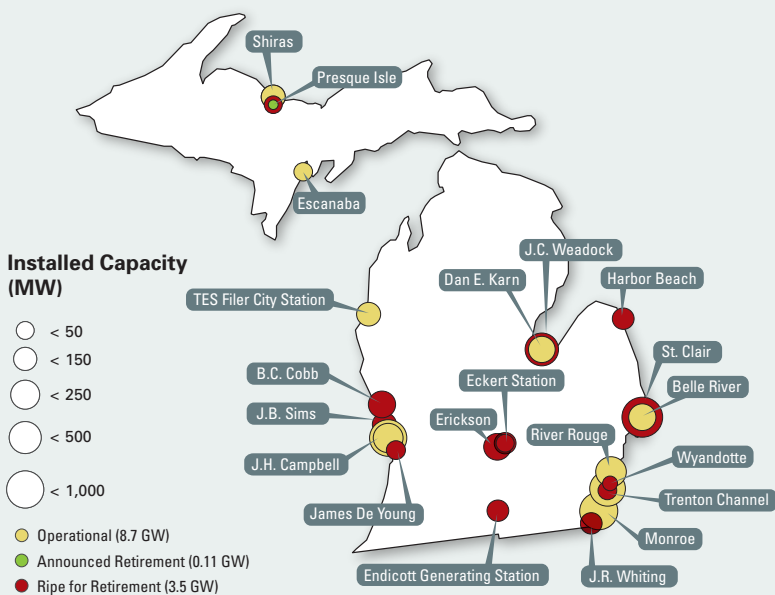 Shiras
Presque Isle
Escanaba
J.C. Weadock
Installed Capacity
(MW)
Dan E. Karn
Harbor Beach
TES Filer City Station
< 50
St. Clair
< 150
B.C. Cobb
Eckert Station
Belle River
< 250
J.B. Sims
Erickson
River Rouge
< 500
Wyandotte
J.H. Campbell
< 1,000
Trenton Channel
James De Young
Operational (8.7 GW)
Monroe
Announced Retirement (0.11 GW)
Endicott Generating Station
J.R. Whiting
Ripe for Retirement (3.5 GW)